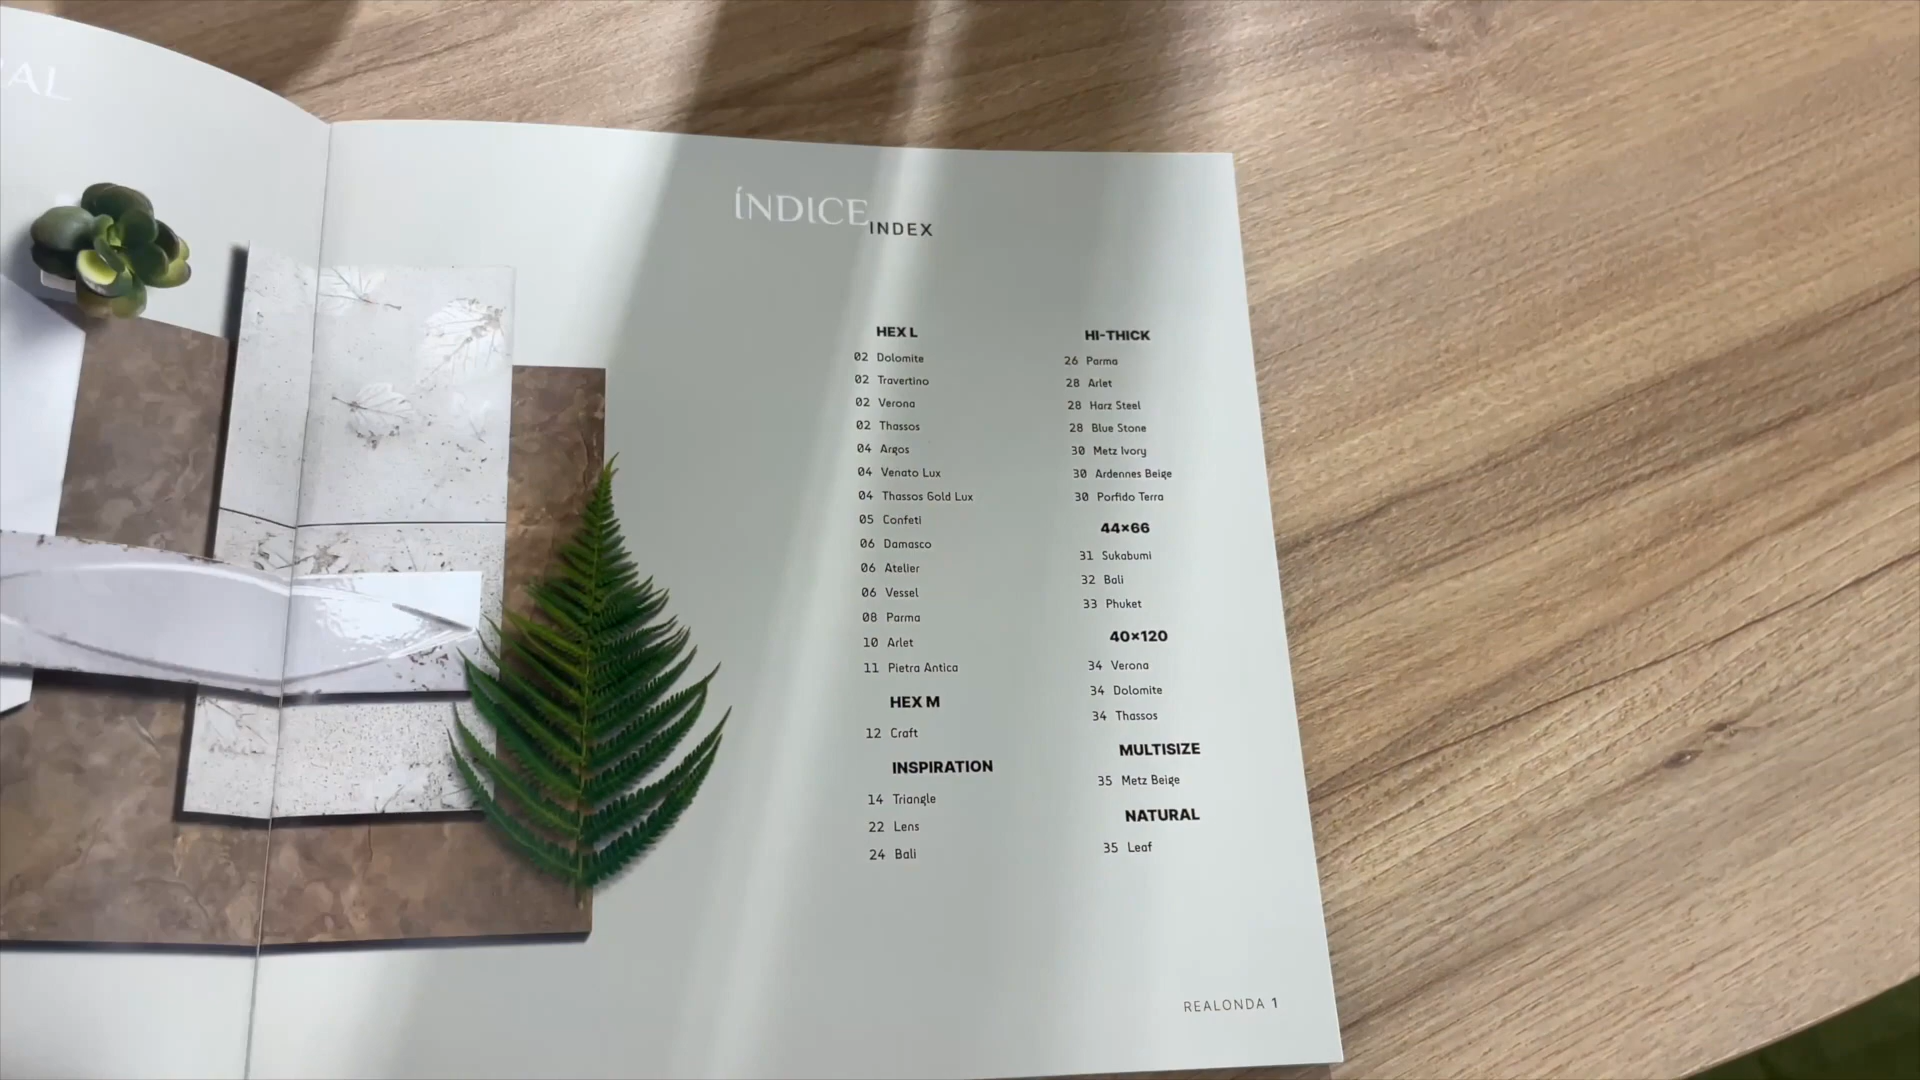 ÍNDICE
INDEX
HEX L
02 Dolomite
02 Travertino
02 Verona
02 Thassos
04 Argos
04 Venato Lux
04 Thassos Gold Lux
05 Confeti
06 Damasco
06 Atelier
06 Vessel
08 Parma
10 Arlet
11 Pietra Antica
HEX M
12 Craft
INSPIRATION
14 Triangle
22 Lens
24 Bali
HI-THICK
26 Parma
28 Arlet
28 Harz Steel
28 Blue Stone
30 Metz Ivory
30 Ardennes Beige
30 Porfido Terra
44×66
31 Sukabumi
32 Bali
33 Phuket
40×120
34 Verona
34 Dolomite
34 Thassos
MULTISIZE
35 Metz Beige
NATURAL
35 Leaf
REALONDA 1